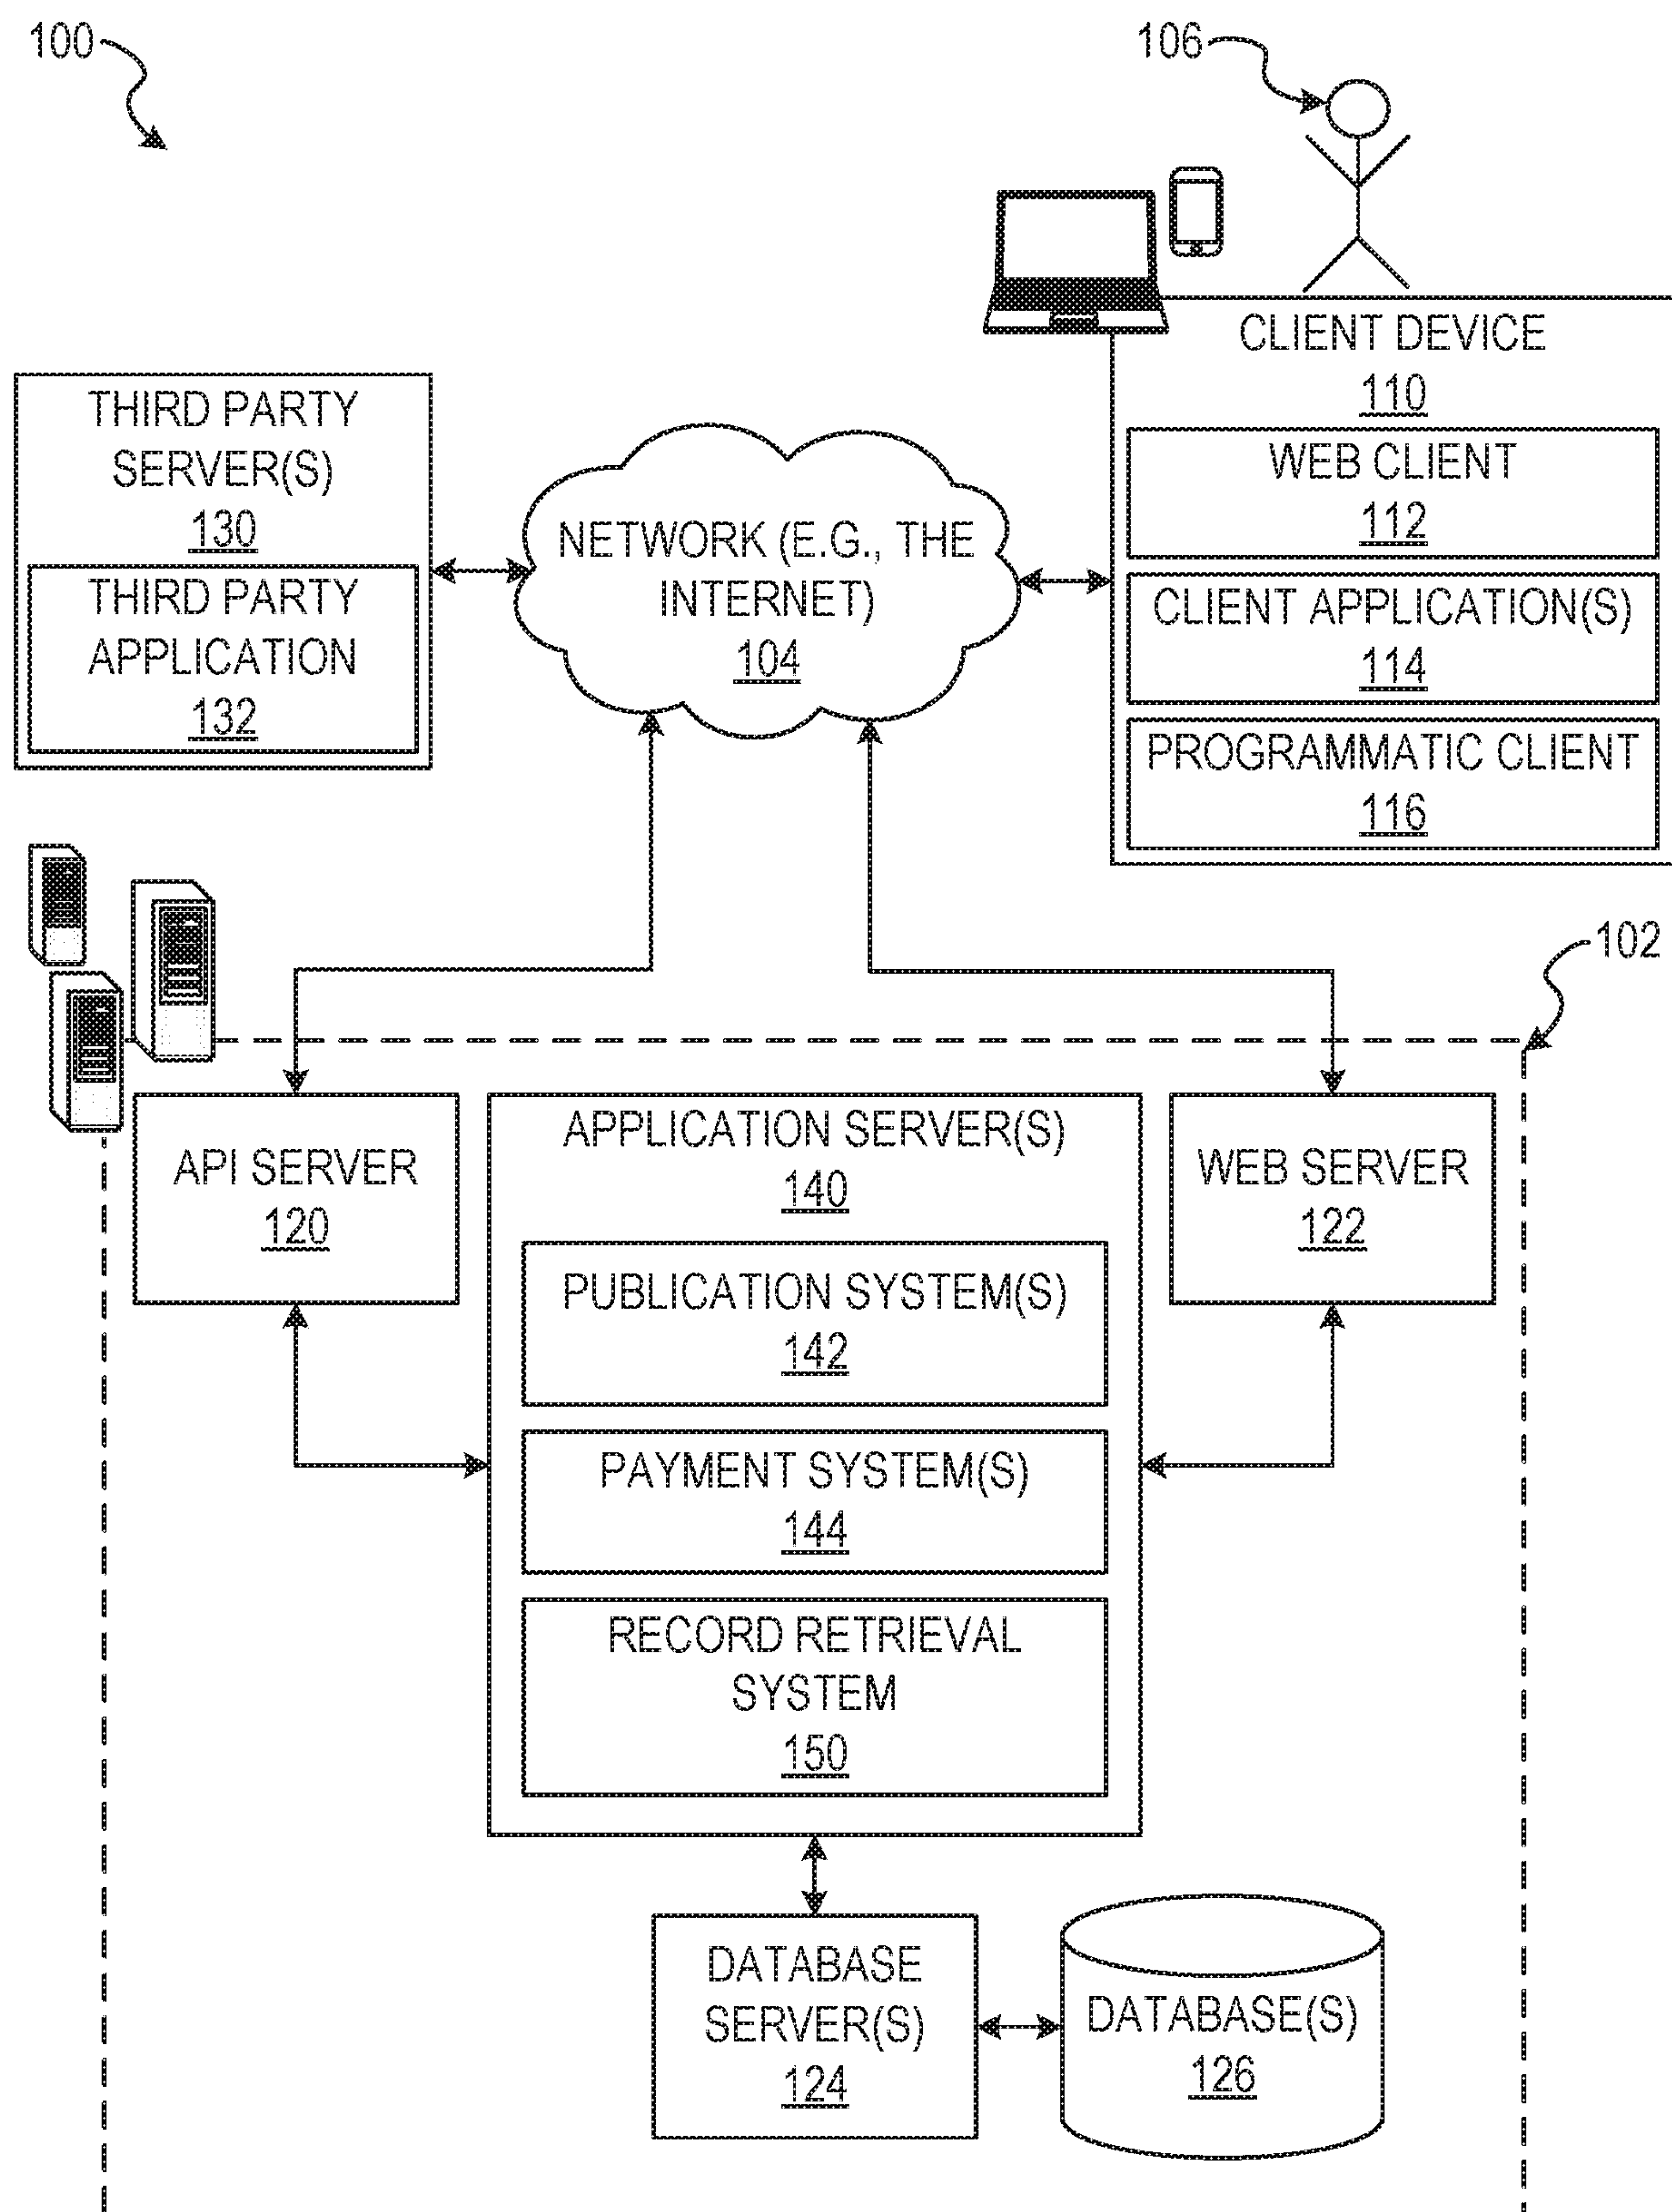 100
106
CLIENT DEVICE
110
WEB CLIENT
112
CLIENT APPLICATION(S)
114
PROGRAMMATIC CLIENT
116
THIRD PARTY
SERVER(S)
130
THIRD PARTY
APPLICATION
132
NETWORK (E.G., THE
INTERNET)
104
102
API SERVER
120
APPLICATION SERVER(S)
140
PUBLICATION SYSTEM(S)
142
PAYMENT SYSTEM(S)
144
RECORD RETRIEVAL
SYSTEM
150
WEB SERVER
122
DATABASE
SERVER(S)
124
DATABASE(S)
126